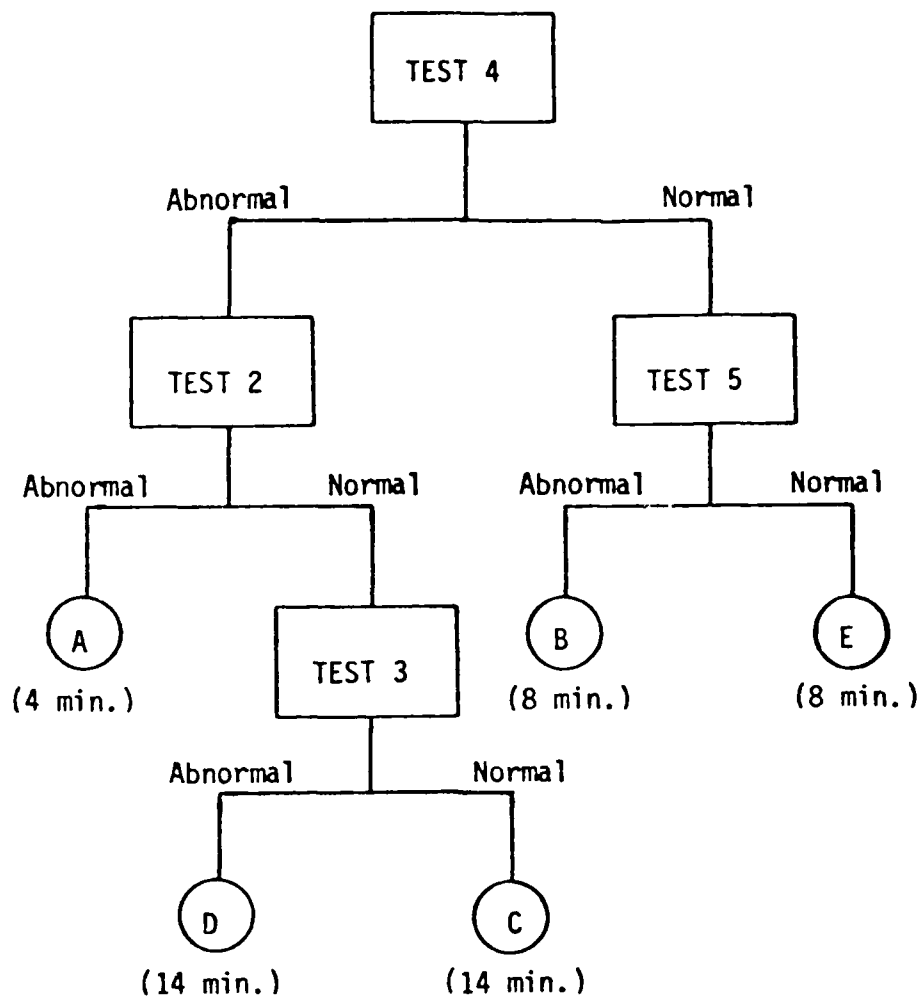 TEST 4
Abnormal Normal
TEST 2 TEST 5
Abnormal Normal Abnormal Normal
A B E
TEST 3
(4 min.) (8 min.) (8 min.)
Abnormal Normal
D C
(14 min.) (14 min.)